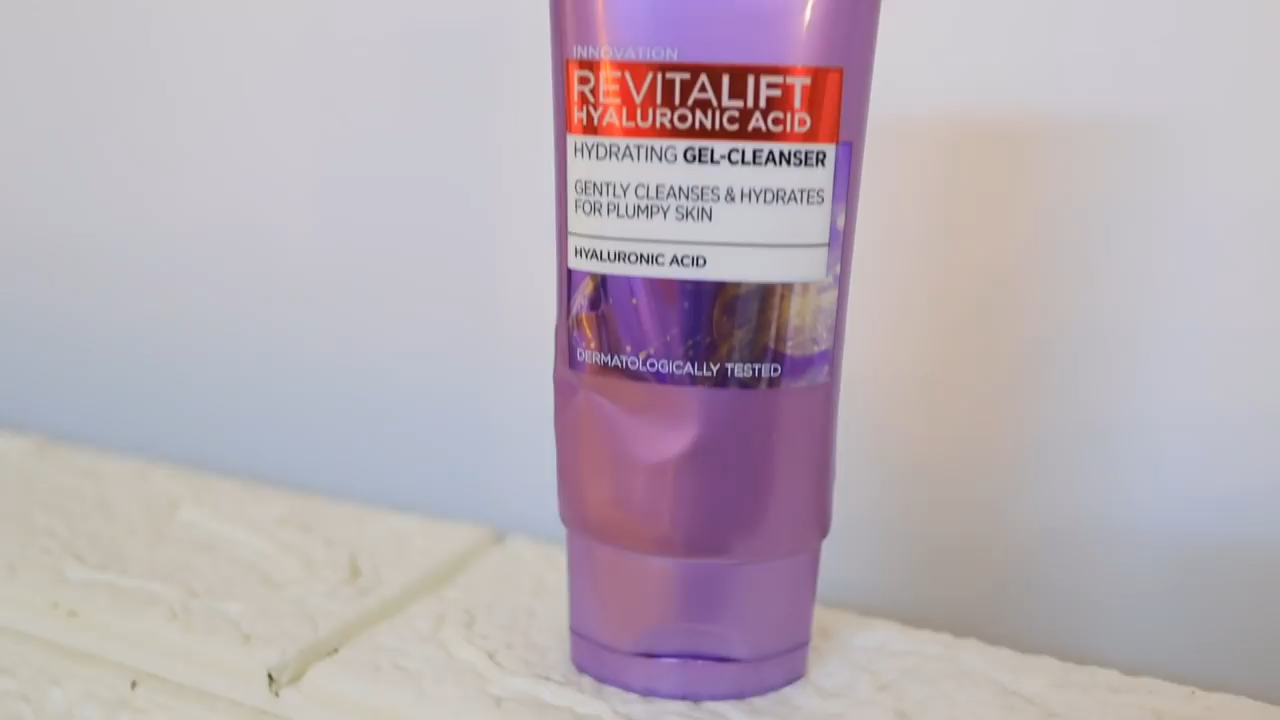 INNOVATION
REVITALIFT
HYALURONIC ACID
HYDRATING GEL-CLEANSER
GENTLY CLEANSES & HYDRATES
FOR PLUMPY SKIN
HYALURONIC ACID
DERMATOLOGICALLY TESTED